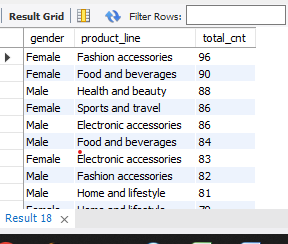 Result Grid Filter Rows:
gender product_line total_cnt
Female Fashion accessories 96
Female Food and beverages 90
Male Health and beauty 88
Female Sports and travel 86
Male Electronic accessories 86
Male Food and beverages 84
Female Electronic accessories 83
Male Fashion accessories 82
Male Home and lifestyle 81
Female Home and lifestyle 79
Result 18 ×